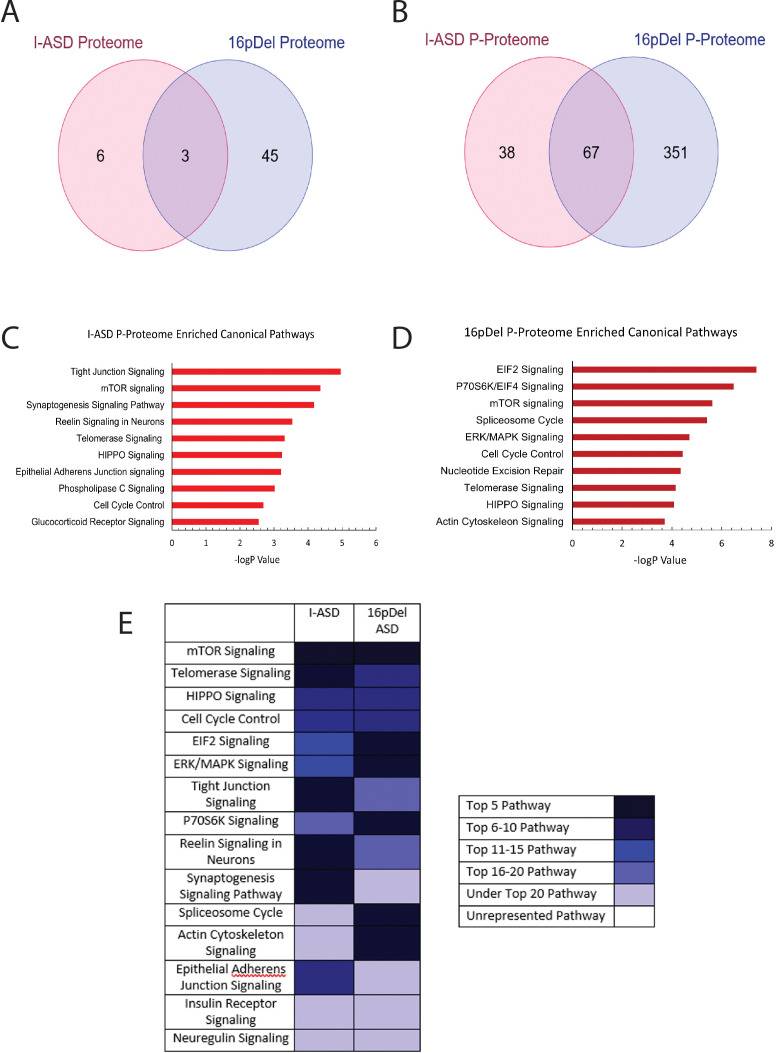 A
I-ASD Proteome
16pDel Proteome
6
3
45
B
I-ASD P-Proteome
16pDel P-Proteome
38
67
351
C
I-ASD P-Proteome Enriched Canonical Pathways
Tight Junction Signaling
mTOR signaling
Synaptogenesis Signaling Pathway
Reelin Signaling in Neurons
Telomerase Signaling
HIPPO Signaling
Epithelial Adherens Junction signaling
Phospholipase C Signaling
Cell Cycle Control
Glucocorticoid Receptor Signaling
0 1 2 3 4 5 6
-logP Value
D
16pDel P-Proteome Enriched Canonical Pathways
EIF2 Signaling
P70S6K/EIF4 Signaling
mTOR signaling
Spliceosome Cycle
ERK/MAPK Signaling
Cell Cycle Control
Nucleotide Excision Repair
Telomerase Signaling
HIPPO Signaling
Actin Cytoskeleon Signaling
0 2 4 6 8
-logP Value
E
I-ASD
16pDel
ASD
mTOR Signaling
Telomerase Signaling
HIPPO Signaling
Cell Cycle Control
EIF2 Signaling
ERK/MAPK Signaling
Tight Junction
Signaling
P70S6K Signaling
Reelin Signaling in
Neurons
Synaptogenesis
Signaling Pathway
Spliceosome Cycle
Actin Cytoskeleton
Signaling
Epithelial Adherens
Junction Signaling
Insulin Receptor
Signaling
Neuregulin Signaling
Top 5 Pathway
Top 6-10 Pathway
Top 11-15 Pathway
Top 16-20 Pathway
Under Top 20 Pathway
Unrepresented Pathway